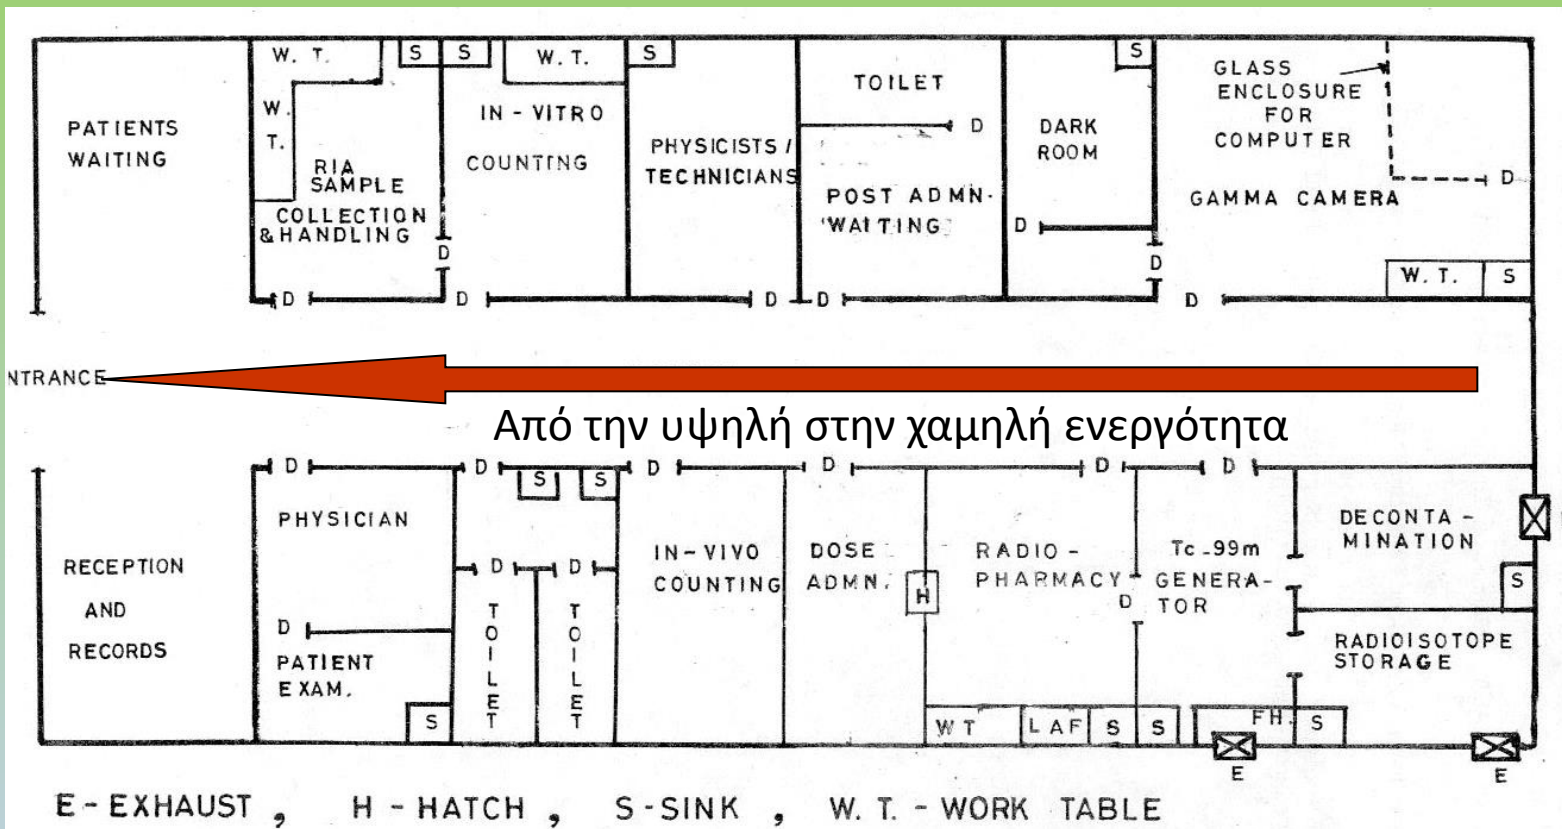 W. T.
S
S
W. T.
S
TOILET
S
GLASS
ENCLOSURE
FOR
COMPUTER
PATIENTS
WAITING
W.
T.
RIA
SAMPLE
COLLECTION
&HANDLING
IN-VITRO
COUNTING
PHYSICISTS /
TECHNICIANS
D
POST ADMN.
WAITING
DARK
ROOM
D
GAMMA CAMERA
D
D
D
W. T.
S
D
D
D
D
D
NTRANCE
Από την υψηλή στην χαμηλή ενεργότητα
D
D
D
D
D
D
S
S
PHYSICIAN
RECEPTION
AND
RECORDS
D
PATIENT
EXAM.
S
D
D
TOILET
TOILET
IN-VIVO
COUNTING
DOSE
ADMN.
H
RADIO-
PHARMACY
D
Tc-99m
GENERA-
TOR
DECONTA-
MINATION
S
RADIOISOTOPE
STORAGE
WT
LAF
S
S
FH.
S
E
E
E-EXHAUST , H-HATCH , S-SINK , W. T.-WORK TABLE